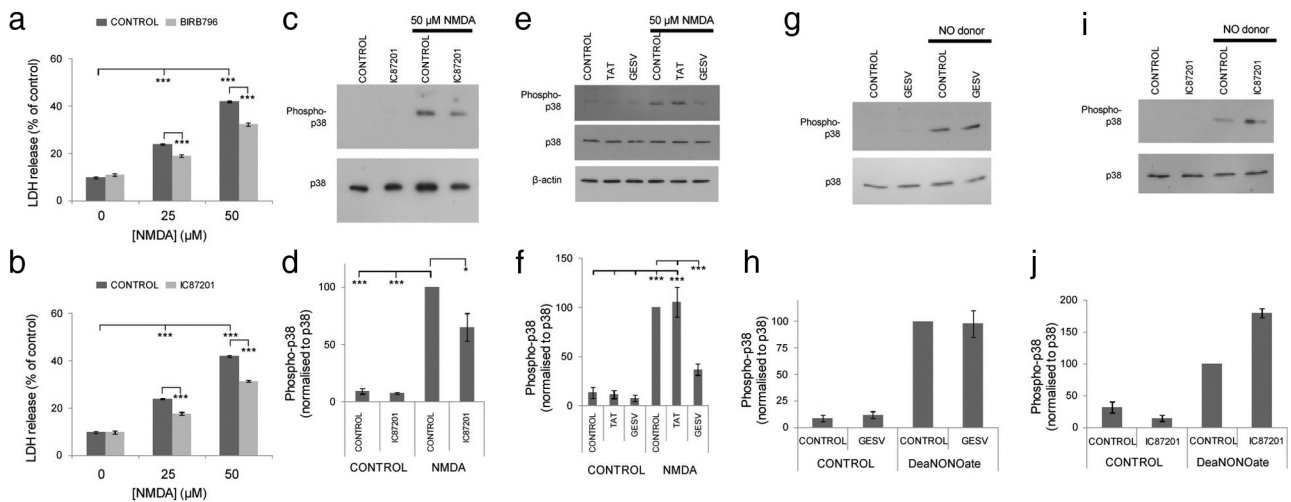 a
CONTROL BIRB796
LDH release (% of control)
60
40
20
0
***
***
***
***
0 25 50
[NMDA] (µM)
b
CONTROL IC87201
LDH release (% of control)
60
40
20
0
***
***
***
***
0 25 50
[NMDA] (µM)
c
50 µM NMDA
CONTROL IC87201 CONTROL IC87201
Phospho-
p38
p38
d
Phospho-p38
(normalised to p38)
100
50
0
*** *** *
CONTROL IC87201 CONTROL IC87201
CONTROL NMDA
e
50 µM NMDA
CONTROL TAT GESV CONTROL TAT GESV
Phospho-
p38
p38
β-actin
f
Phospho-p38
(normalised to p38)
150
100
50
0
*** *** ***
CONTROL TAT GESV CONTROL TAT GESV
CONTROL NMDA
g
NO donor
CONTROL GESV CONTROL GESV
Phospho-
p38
p38
h
Phospho-p38
(normalised to p38)
100
75
50
25
0
CONTROL GESV CONTROL GESV
CONTROL DeaNONOate
i
NO donor
CONTROL IC87201 CONTROL IC87201
Phospho-
p38
p38
j
Phospho-p38
(normalised to p38)
200
150
100
50
0
CONTROL IC87201 CONTROL IC87201
CONTROL DeaNONOate